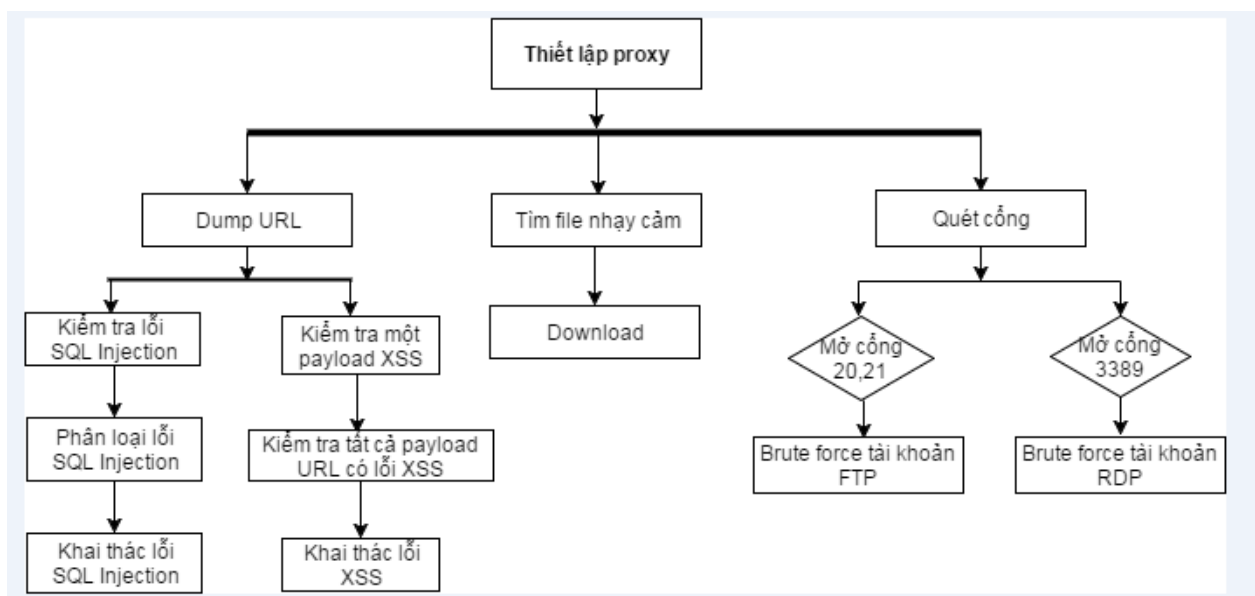 Thiết lập proxy
Dump URL
Tìm file nhạy cảm
Quét cổng
Kiểm tra lỗi
SQL Injection
Kiểm tra một
payload XSS
Download
Mở cổng
20,21
Mở cổng
3389
Phân loại lỗi
SQL Injection
Kiểm tra tất cả payload
URL có lỗi XSS
Brute force tài khoản
FTP
Brute force tài khoản
RDP
Khai thác lỗi
SQL Injection
Khai thác lỗi
XSS